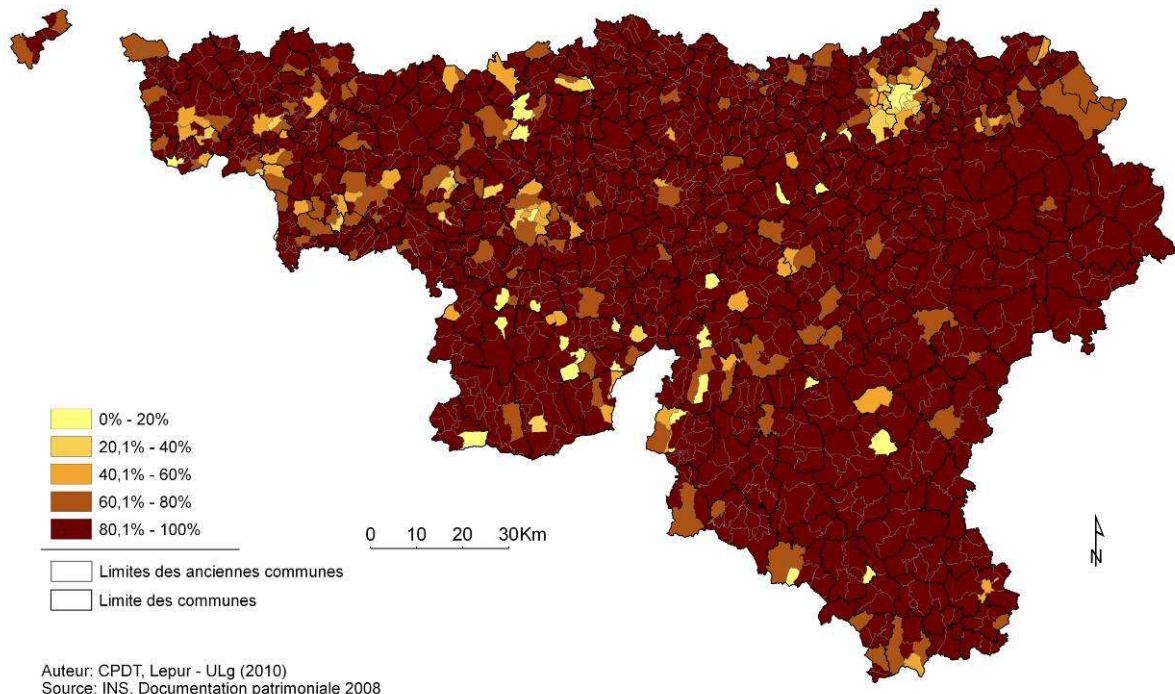 0% - 20%
20,1% - 40%
40,1% - 60%
60,1% - 80%
80,1% - 100%
0 10 20 30Km
N
Limites des anciennes communes
Limite des communes
Auteur: CPDT, Lepur - ULg (2010)
Source: INS, Documentation patrimoniale 2008